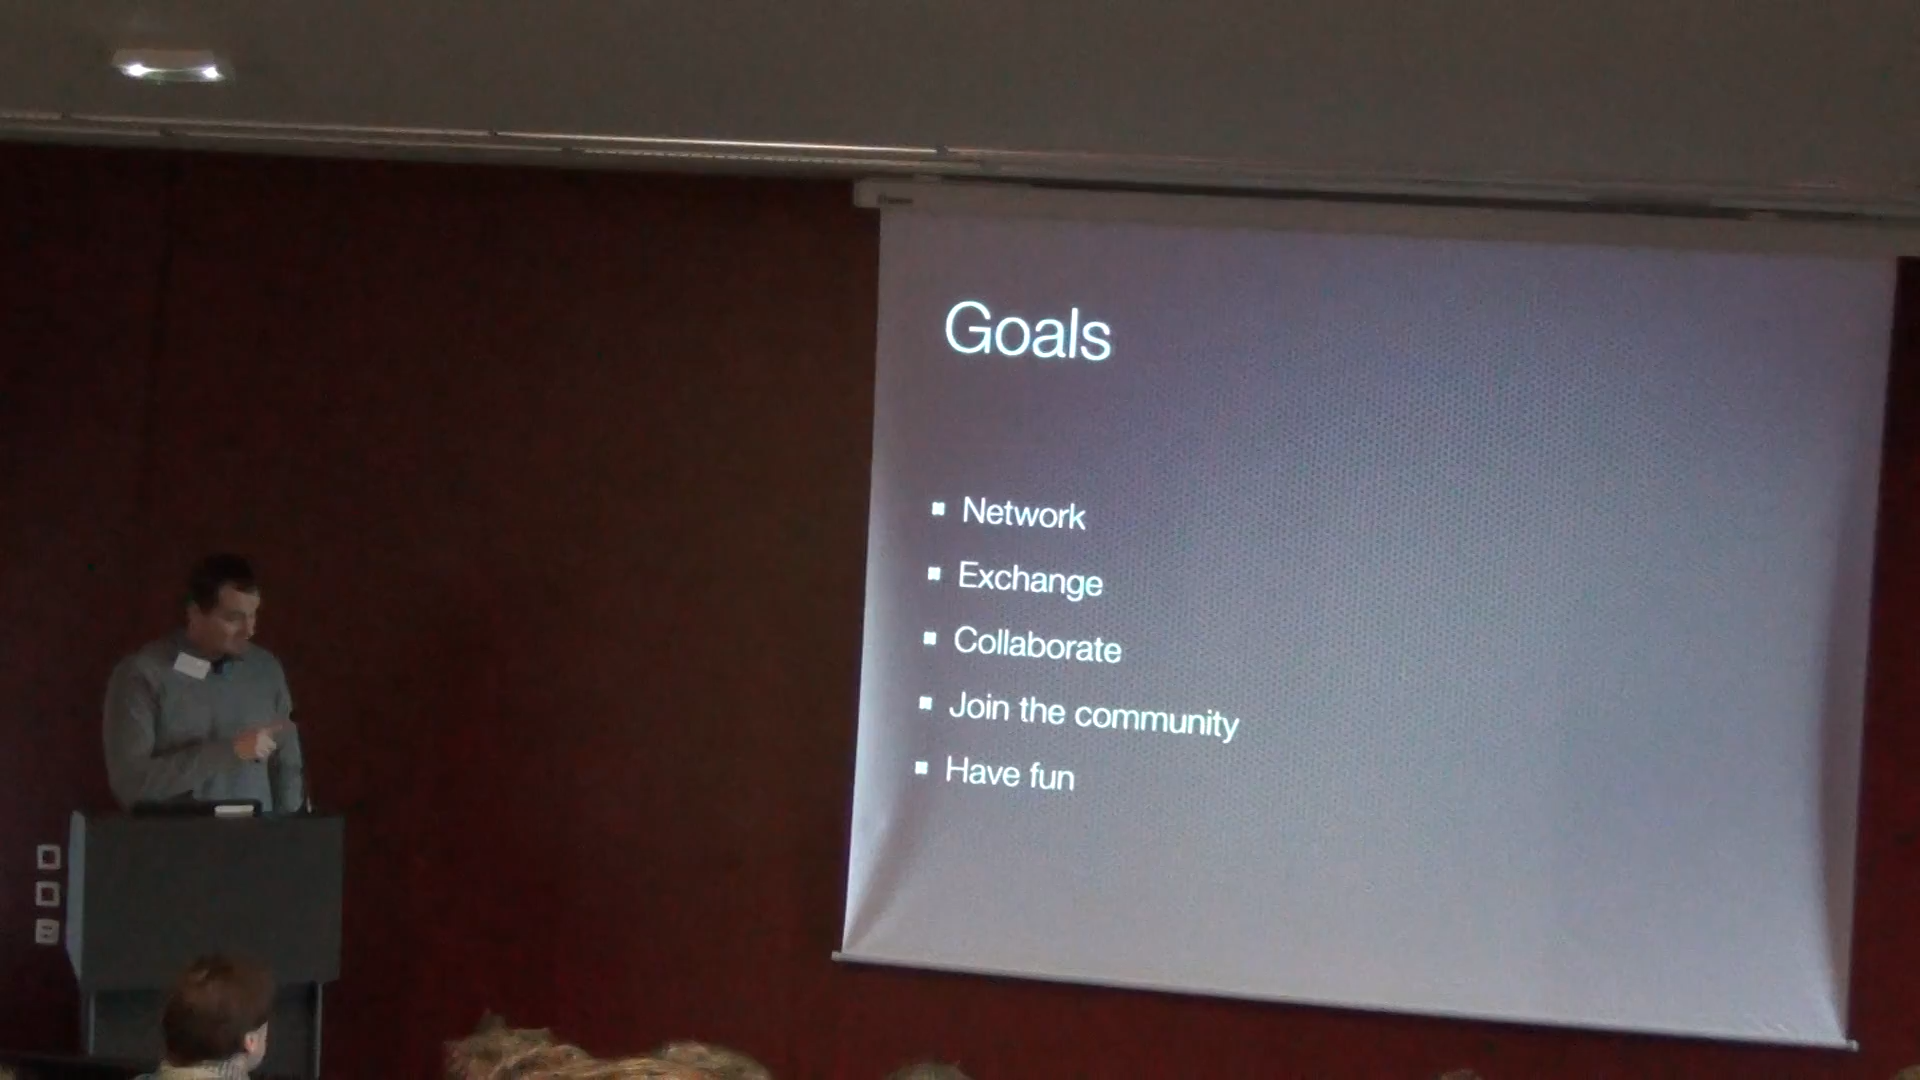 Goals
Network
Exchange
Collaborate
Join the community
Have fun